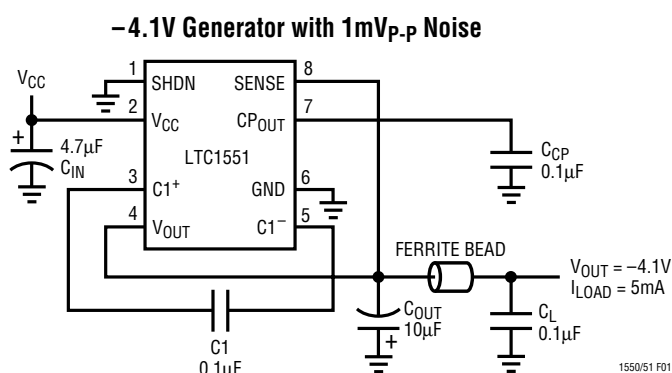 –4.1V Generator with 1mVP-P Noise
VCC
+
4.7µF
CIN
1
SHDN
2
VCC
3
C1+
4
VOUT
LTC1551
SENSE
8
CPOUT
7
GND
6
C1–
5
CCP
0.1µF
FERRITE BEAD
VOUT = –4.1V
ILOAD = 5mA
COUT
10µF
+
CL
0.1µF
C1
0.1µF
1550/51 F01